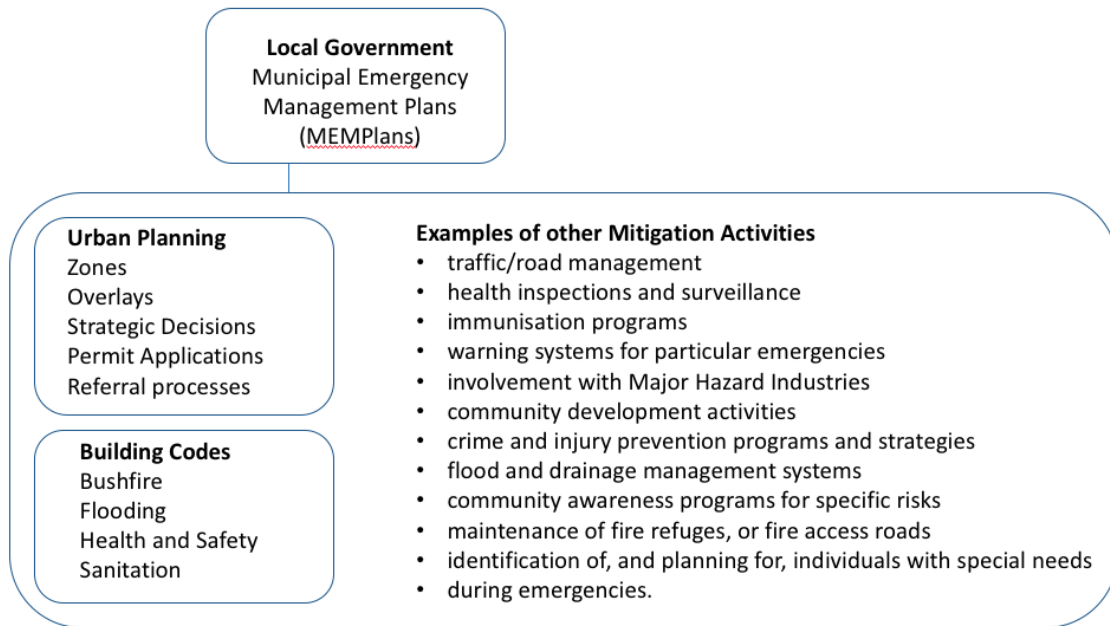 Local Government
Municipal Emergency
Management Plans
(MEMPlans)
Urban Planning
Zones
Overlays
Strategic Decisions
Permit Applications
Referral processes
Building Codes
Bushfire
Flooding
Health and Safety
Sanitation
Examples of other Mitigation Activities
• traffic/road management
• health inspections and surveillance
• immunisation programs
• warning systems for particular emergencies
• involvement with Major Hazard Industries
• community development activities
• crime and injury prevention programs and strategies
• flood and drainage management systems
• community awareness programs for specific risks
• maintenance of fire refuges, or fire access roads
• identification of, and planning for, individuals with special needs
• during emergencies.